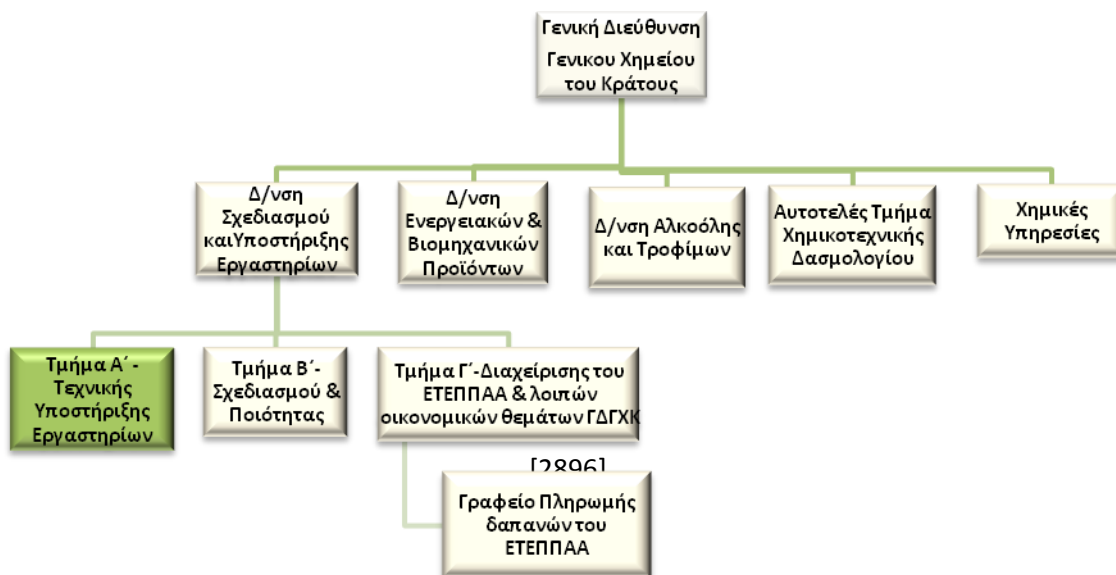 Γενική Διεύθυνση
Γενικου Χημείου
του Κράτους
Δ/νση
Σχεδιασμού
καιΥποστήριξης
Εργαστηρίων
Δ/νση
Ενεργειακών &
Βιομηχανικών
Προϊόντων
Δ/νση Αλκοόλης
και Τροφίμων
Αυτοτελές Τμήμα
Χημικοτεχνικής
Δασμολογίου
Χημικές
Υπηρεσίες
Τμήμα Α΄ -
Τεχνικής
Υποστήριξης
Εργαστηρίων
Τμήμα Β΄-
Σχεδιασμού &
Ποιότητας
Τμήμα Γ΄-Διαχείρισης του
ΕΤΕΠΠΑΑ & λοιπών
οικονομικών θεμάτων ΓΔΓΧΚ
[2896]
Γραφείο Πληρωμής
δαπανών του
ΕΤΕΠΠΑΑ